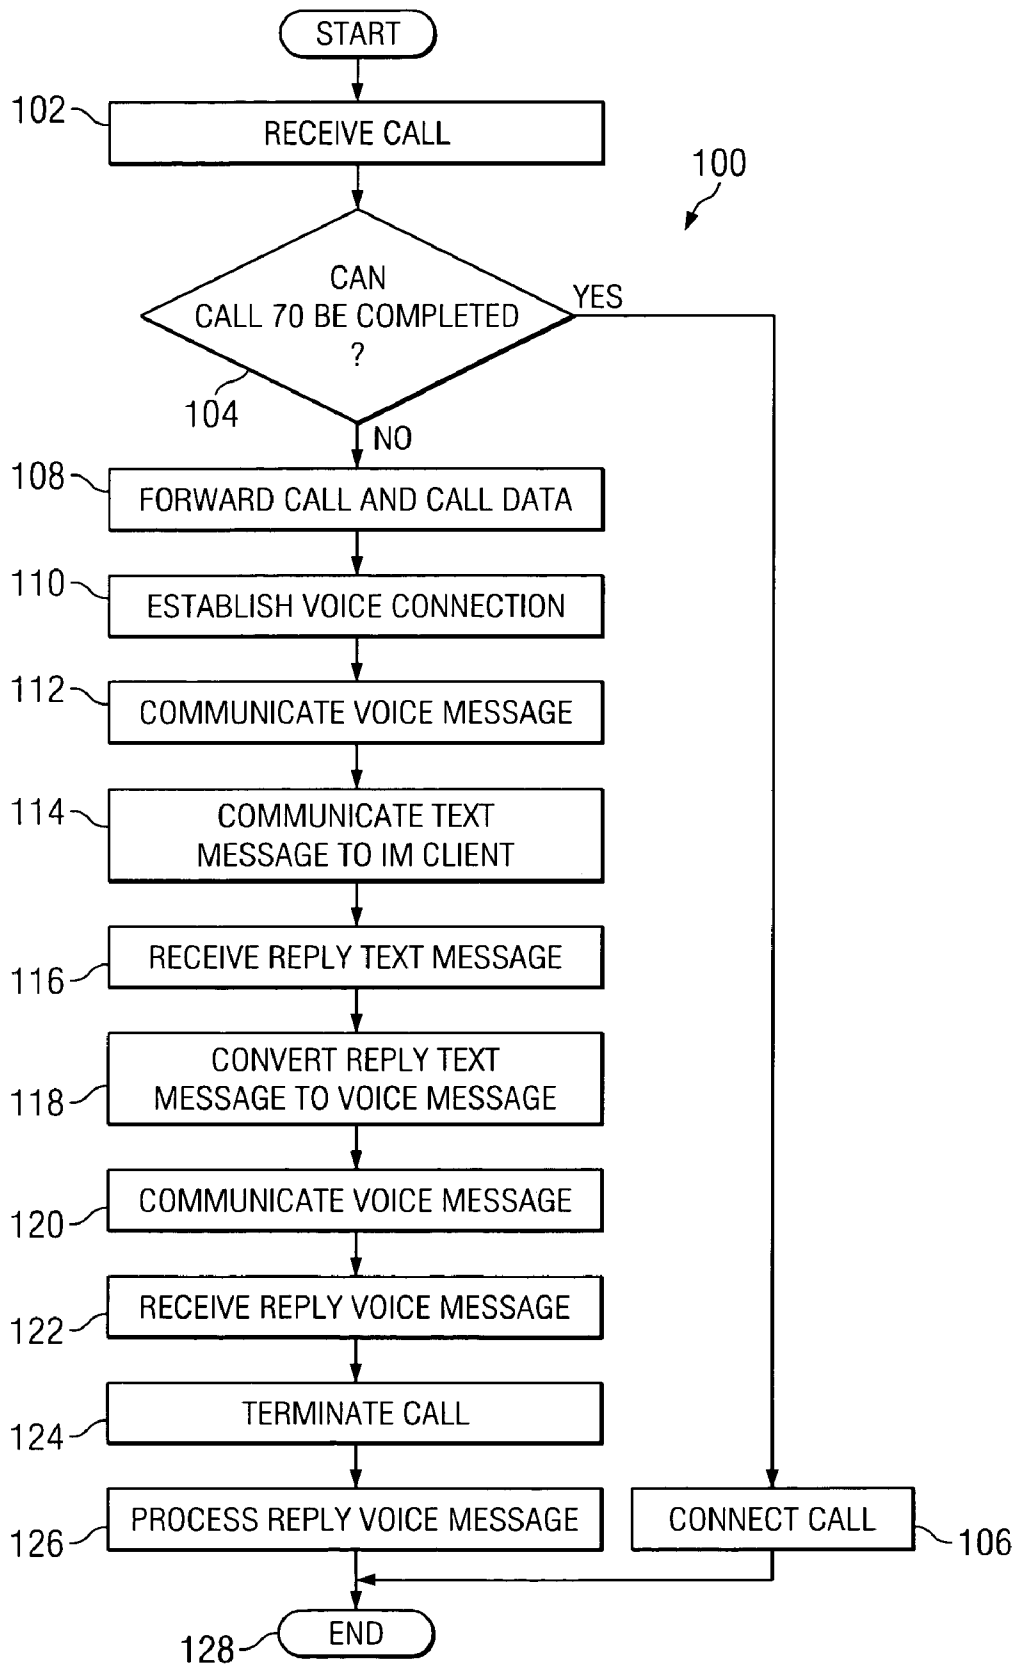 START
102
RECEIVE CALL
100
CAN
CALL 70 BE COMPLETED
?
YES
104
NO
108
FORWARD CALL AND CALL DATA
110
ESTABLISH VOICE CONNECTION
112
COMMUNICATE VOICE MESSAGE
114
COMMUNICATE TEXT
MESSAGE TO IM CLIENT
RECEIVE REPLY TEXT MESSAGE
116
CONVERT REPLY TEXT
MESSAGE TO VOICE MESSAGE
118
COMMUNICATE VOICE MESSAGE
120
RECEIVE REPLY VOICE MESSAGE
122
TERMINATE CALL
124
PROCESS REPLY VOICE MESSAGE
126
CONNECT CALL
106
END
128